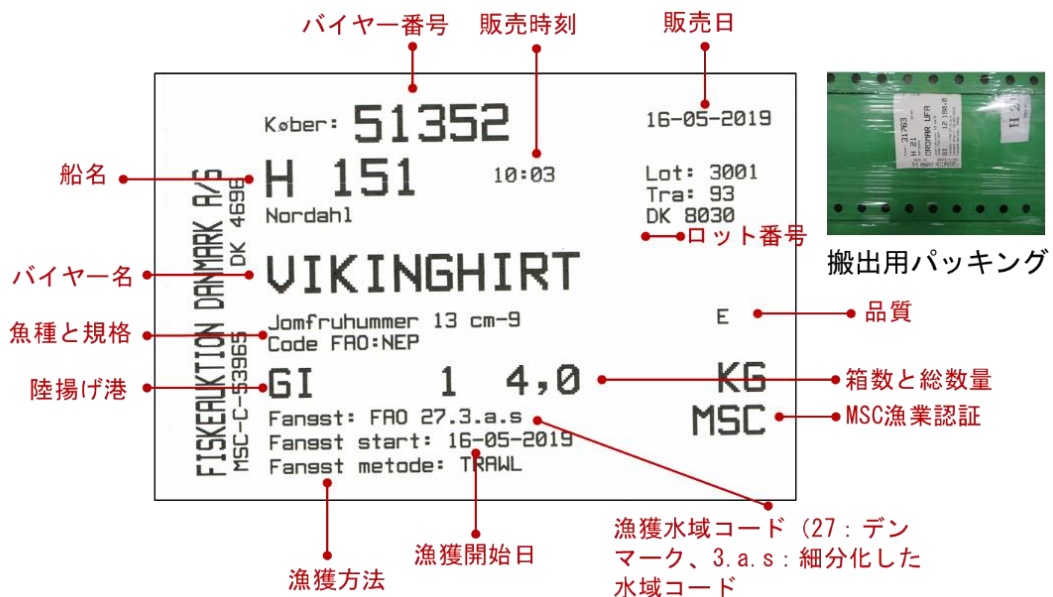 バイヤー番号
販売時刻
販売日
Køber: 51352
16-05-2019
船名
H 151
10:03
Lot: 3001
Tra: 93
Nordahl
DK 8030
ロット番号
バイヤー名
VIKINGHIRT
搬出用パッキング
魚種と規格
Jomfruhummer 13 cm-9
E
品質
Code FAO:NEP
陸揚げ港
GI 1 4,0 KG
箱数と総数量
Fangst: FAO 27.3.a.s
MSC
MSC漁業認証
Fangst start: 16-05-2019
Fangst metode: TRAWL
FISKEAUKTION DANMARK A/S
MSC-C-53965
DK 4698
漁獲方法
漁獲開始日
漁獲水域コード（27：デン
マーク、3.a.s：細分化した
水域コード
31763
H 21